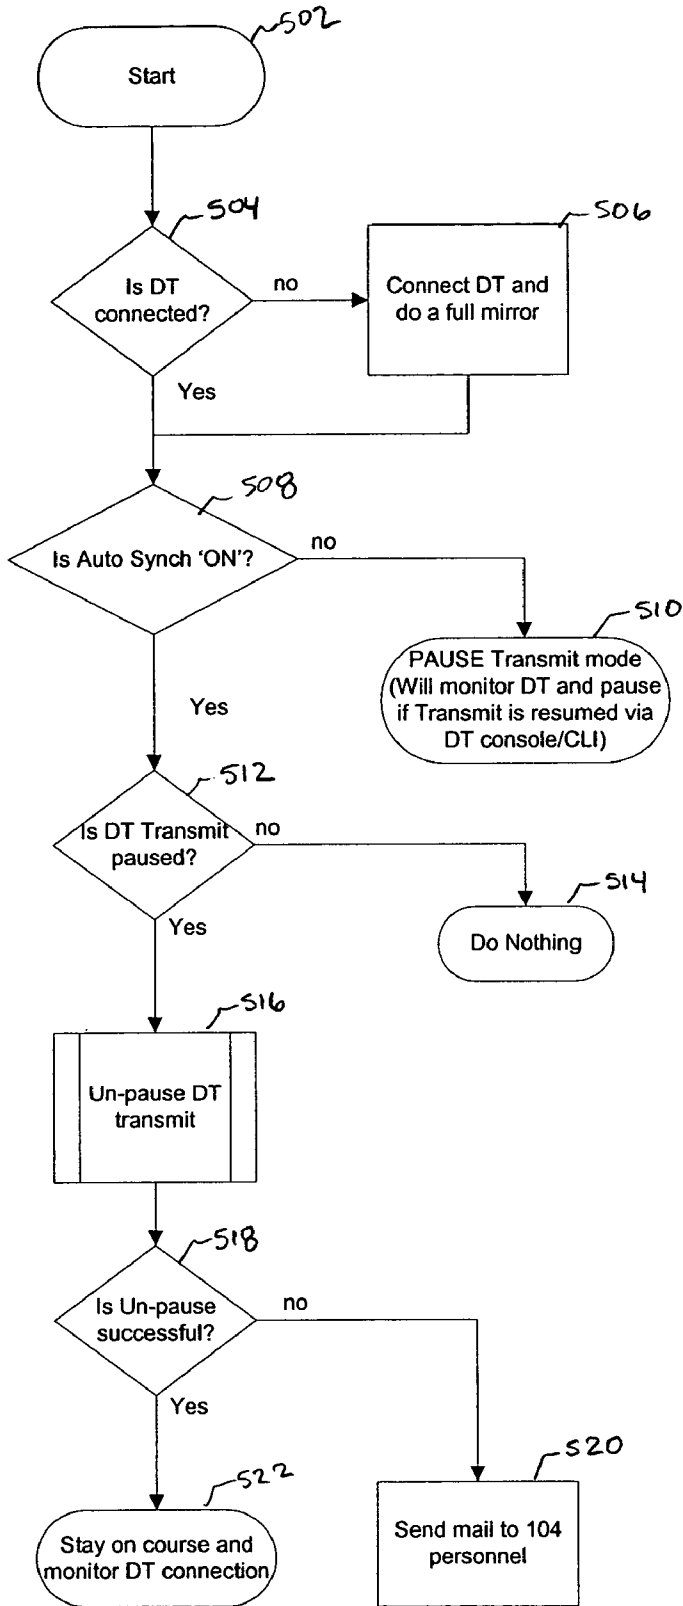 502
Start
504
506
Is DT
connected?
no
Connect DT and
do a full mirror
Yes
508
Is Auto Synch 'ON'?
no
510
PAUSE Transmit mode
(Will monitor DT and pause
if Transmit is resumed via
DT console/CLI)
Yes
512
Is DT Transmit
paused?
no
514
Do Nothing
Yes
516
Un-pause DT
transmit
518
Is Un-pause
successful?
no
Yes
520
522
Send mail to 104
personnel
Stay on course and
monitor DT connection